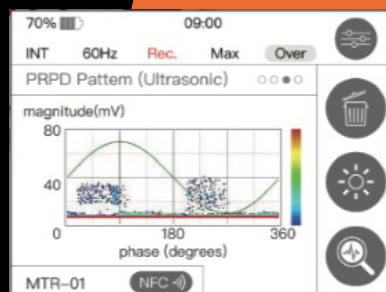 70% 09:00
INT 60Hz Rec. Max Over
PRPD Pattem (Ultrasonic)
magnitude(mV)
80
40
0 180 360
phase (degrees)
MTR-01 NFC